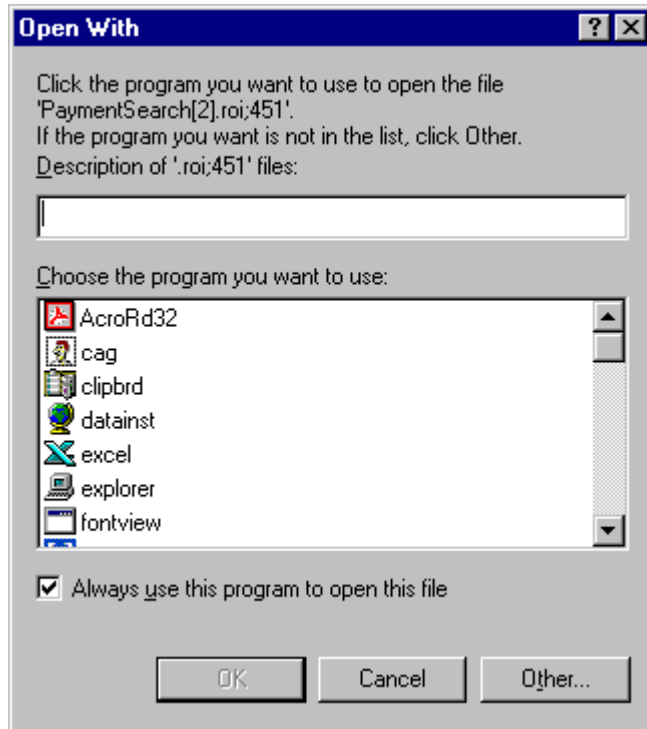 Open With
Click the program you want to use to open the file
'PaymentSearch[2].roi;451'.
If the program you want is not in the list, click Other.
Description of '.roi;451' files:
Choose the program you want to use:
AcroRd32
cag
clipbrd
datainst
excel
explorer
fontview
Always use this program to open this file
OK Cancel Other...